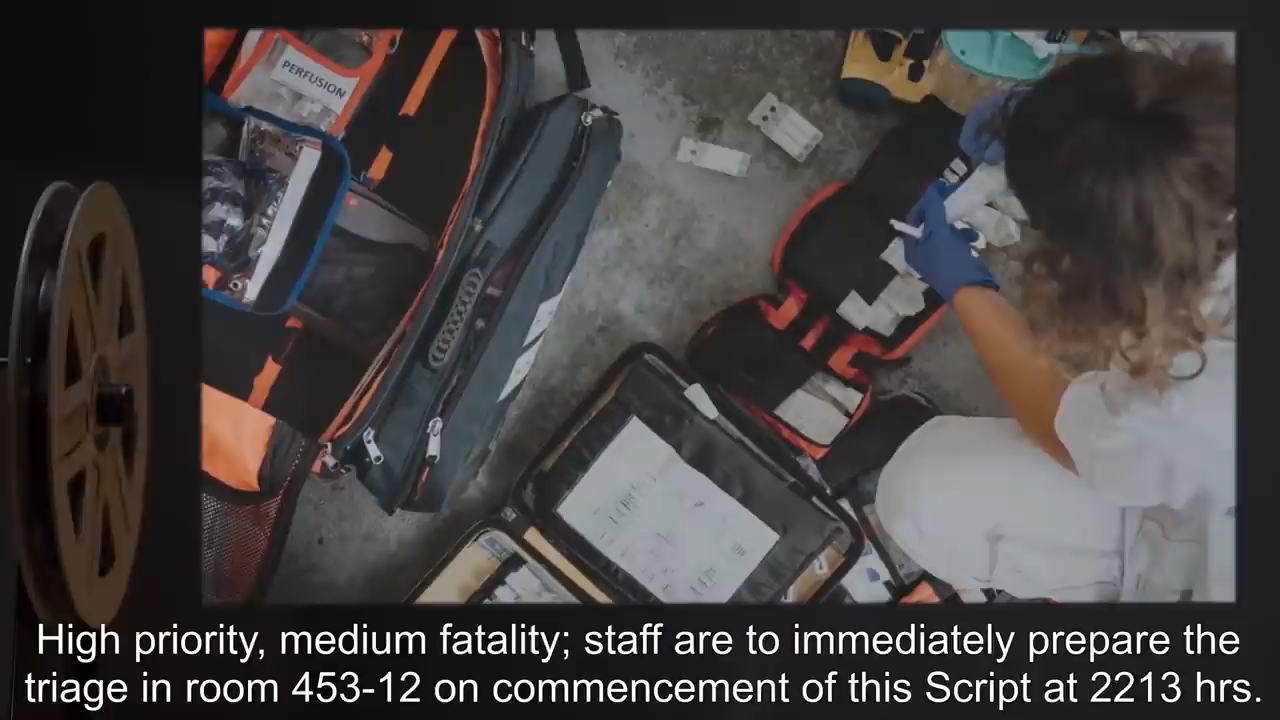 PERFUSION
High priority, medium fatality; staff are to immediately prepare the
triage in room 453-12 on commencement of this Script at 2213 hrs.